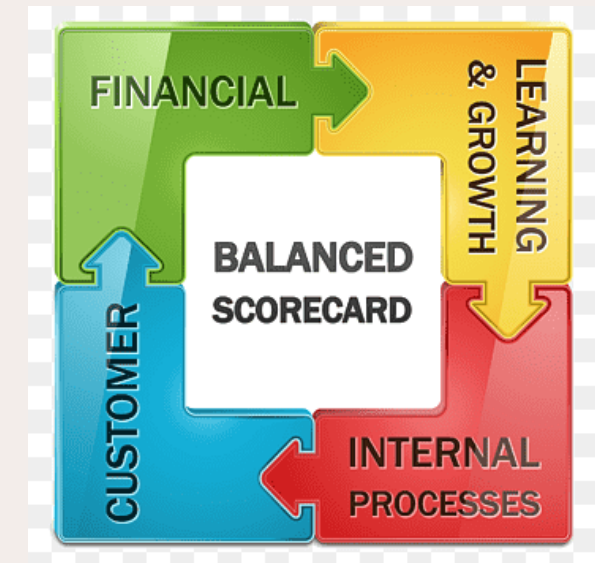 FINANCIAL
LEARNING
& GROWTH
BALANCED
SCORECARD
CUSTOMER
INTERNAL
PROCESSES